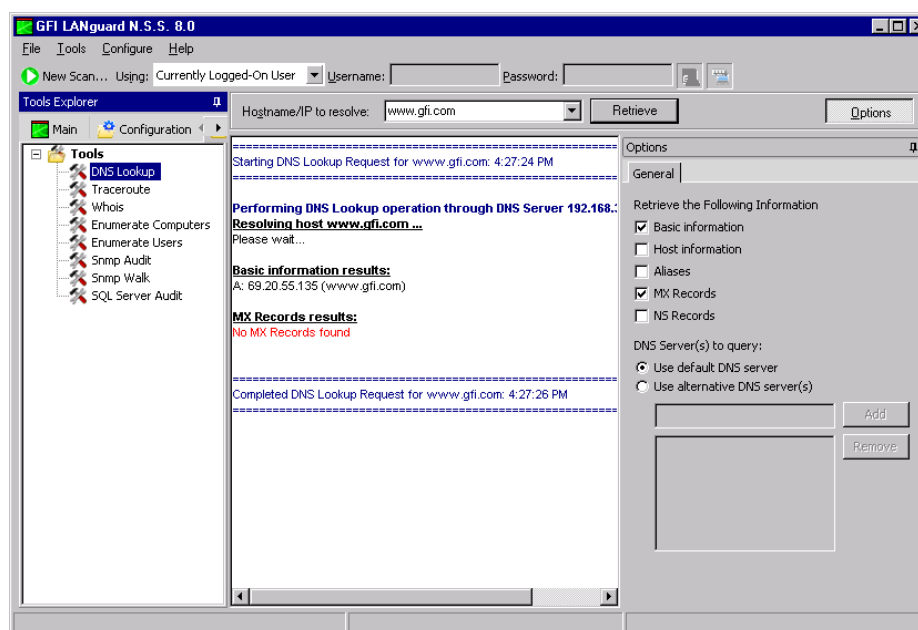 GFI LANguard N.S.S. 8.0
File Tools Configure Help
New Scan... Using: Currently Logged-On User Username: Password:
Tools Explorer
Main Configuration
Tools
DNS Lookup
Traceroute
Whois
Enumerate Computers
Enumerate Users
Snmp Audit
Snmp Walk
SQL Server Audit
Hostname/IP to resolve: www.gfi.com Retrieve Options
Starting DNS Lookup Request for www.gfi.com: 4:27:24 PM
Performing DNS Lookup operation through DNS Server 192.168.
Resolving host www.gfi.com ...
Please wait...
Basic information results:
A: 69.20.55.135 (www.gfi.com)
MX Records results:
No MX Records found
Completed DNS Lookup Request for www.gfi.com: 4:27:26 PM
Options
General
Retrieve the Following Information
Basic information
Host information
Aliases
MX Records
NS Records
DNS Server(s) to query:
Use default DNS server
Use alternative DNS server(s)
Add
Remove